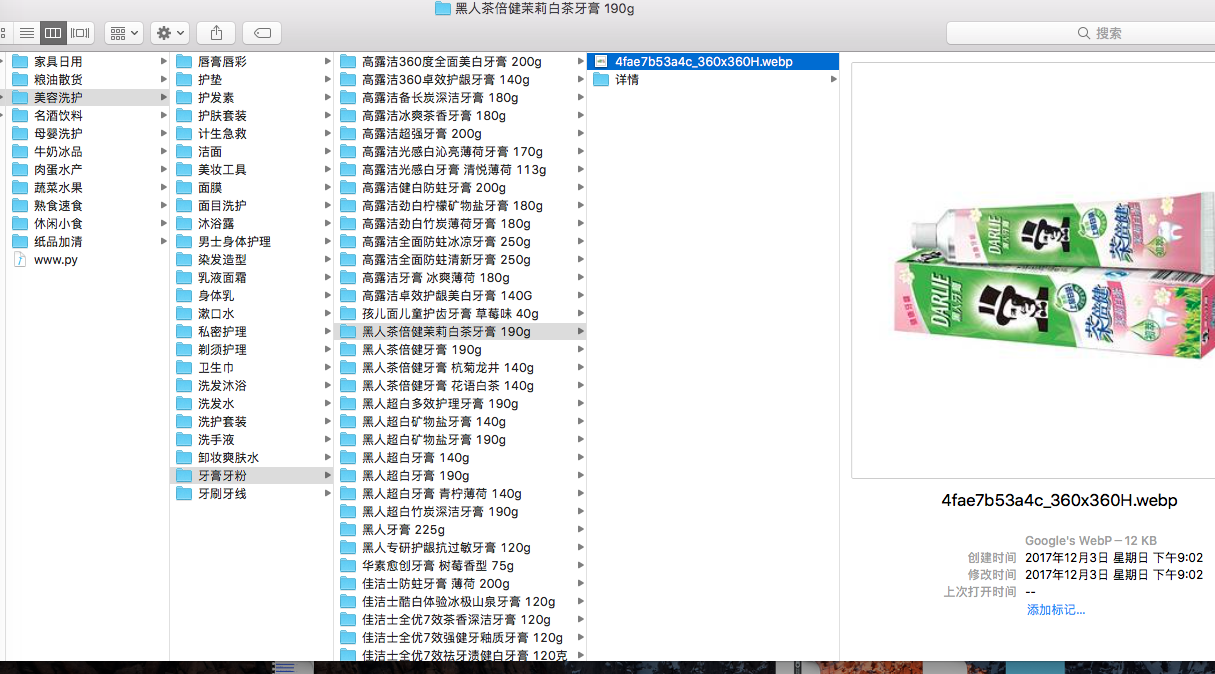 黑人茶倍健茉莉白茶牙膏 190g
搜索
家具日用
粮油散货
美容洗护
名酒饮料
母婴洗护
牛奶冰品
肉蛋水产
蔬菜水果
熟食速食
休闲小食
纸品加清
www.py
唇膏唇彩
护垫
护发素
护肤套装
计生急救
洁面
美妆工具
面膜
面目洗护
沐浴露
男士身体护理
染发造型
乳液面霜
身体乳
漱口水
私密护理
剃须护理
卫生巾
洗发沐浴
洗发水
洗护套装
洗手液
卸妆爽肤水
牙膏牙粉
牙刷牙线
高露洁360度全面美白牙膏 200g
高露洁360卓效护龈牙膏 140g
高露洁备长炭深洁牙膏 180g
高露洁冰爽茶香牙膏 180g
高露洁超强牙膏 200g
高露洁光感白沁亮薄荷牙膏 170g
高露洁光感白牙膏 清悦薄荷 113g
高露洁健白防蛀牙膏 200g
高露洁劲白柠檬矿物盐牙膏 180g
高露洁劲白竹炭薄荷牙膏 180g
高露洁全面防蛀冰凉牙膏 250g
高露洁全面防蛀清新牙膏 250g
高露洁牙膏 冰爽薄荷 180g
高露洁卓效护龈美白牙膏 140G
孩儿面儿童护齿牙膏 草莓味 40g
黑人茶倍健茉莉白茶牙膏 190g
黑人茶倍健牙膏 190g
黑人茶倍健牙膏 杭菊龙井 140g
黑人茶倍健牙膏 花语白茶 140g
黑人超白多效护理牙膏 190g
黑人超白矿物盐牙膏 140g
黑人超白矿物盐牙膏 190g
黑人超白牙膏 140g
黑人超白牙膏 190g
黑人超白牙膏 青柠薄荷 140g
黑人超白竹炭深洁牙膏 190g
黑人牙膏 225g
黑人专研护龈抗过敏牙膏 120g
华素愈创牙膏 树莓香型 75g
佳洁士防蛀牙膏 薄荷 200g
佳洁士酷白体验冰极山泉牙膏 120g
佳洁士全优7效茶香深洁牙膏 120g
佳洁士全优7效强健牙釉质牙膏 120g
佳洁士全优7效祛牙渍健白牙膏 120克
4fae7b53a4c_360x360H.webp
详情
DARLIE
黑人牙膏
茶倍健
DARLIE
黑人牙膏
茶倍健
4fae7b53a4c_360x360H.webp
Google's WebP – 12 KB
创建时间 2017年12月3日 星期日 下午9:02
修改时间 2017年12月3日 星期日 下午9:02
上次打开时间 --
添加标记...